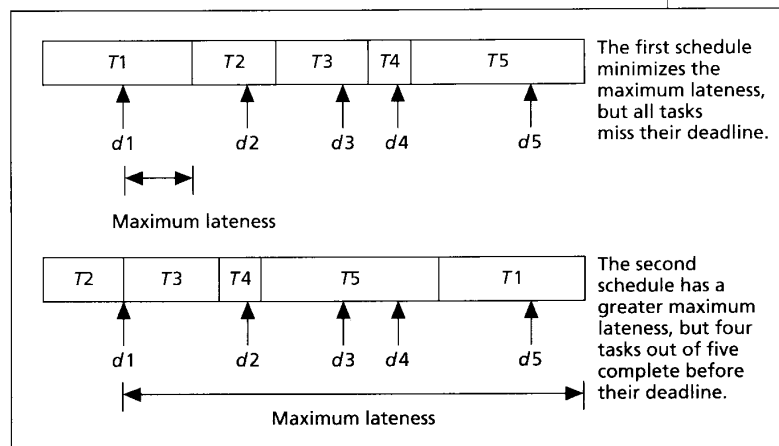 T1 T2 T3 T4 T5
The first schedule
minimizes the
maximum lateness,
but all tasks
miss their deadline.
d1 d2 d3 d4 d5
Maximum lateness
T2 T3 T4 T5 T1
The second
schedule has a
greater maximum
lateness, but four
tasks out of five
complete before
their deadline.
d1 d2 d3 d4 d5
Maximum lateness